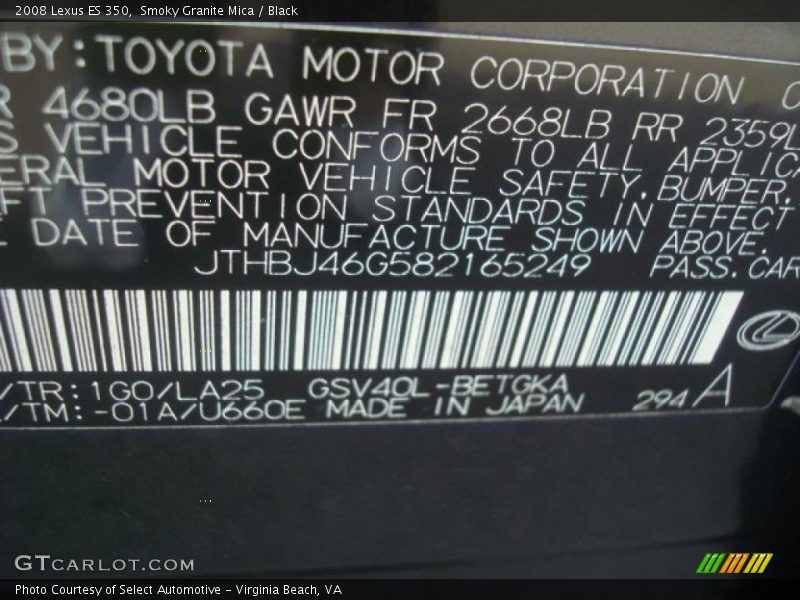 2008 Lexus ES 350, Smoky Granite Mica / Black
BY: TOYOTA MOTOR CORPORATION
4680LB GAWR FR 2668LB RR 2359L
S VEHICLE CONFORMS TO ALL APPLICA
ERAL MOTOR VEHICLE SAFETY, BUMPER,
FT PREVENTION STANDARDS IN EFFECT
DATE OF MANUFACTURE SHOWN ABOVE.
JTHBJ46G582165249 PASS. CAR
/TR: 1G0/LA25 GSV40L-BETGKA
/TM: -01A/U660E MADE IN JAPAN 294 A
GTCARLOT.COM
Photo Courtesy of Select Automotive - Virginia Beach, VA